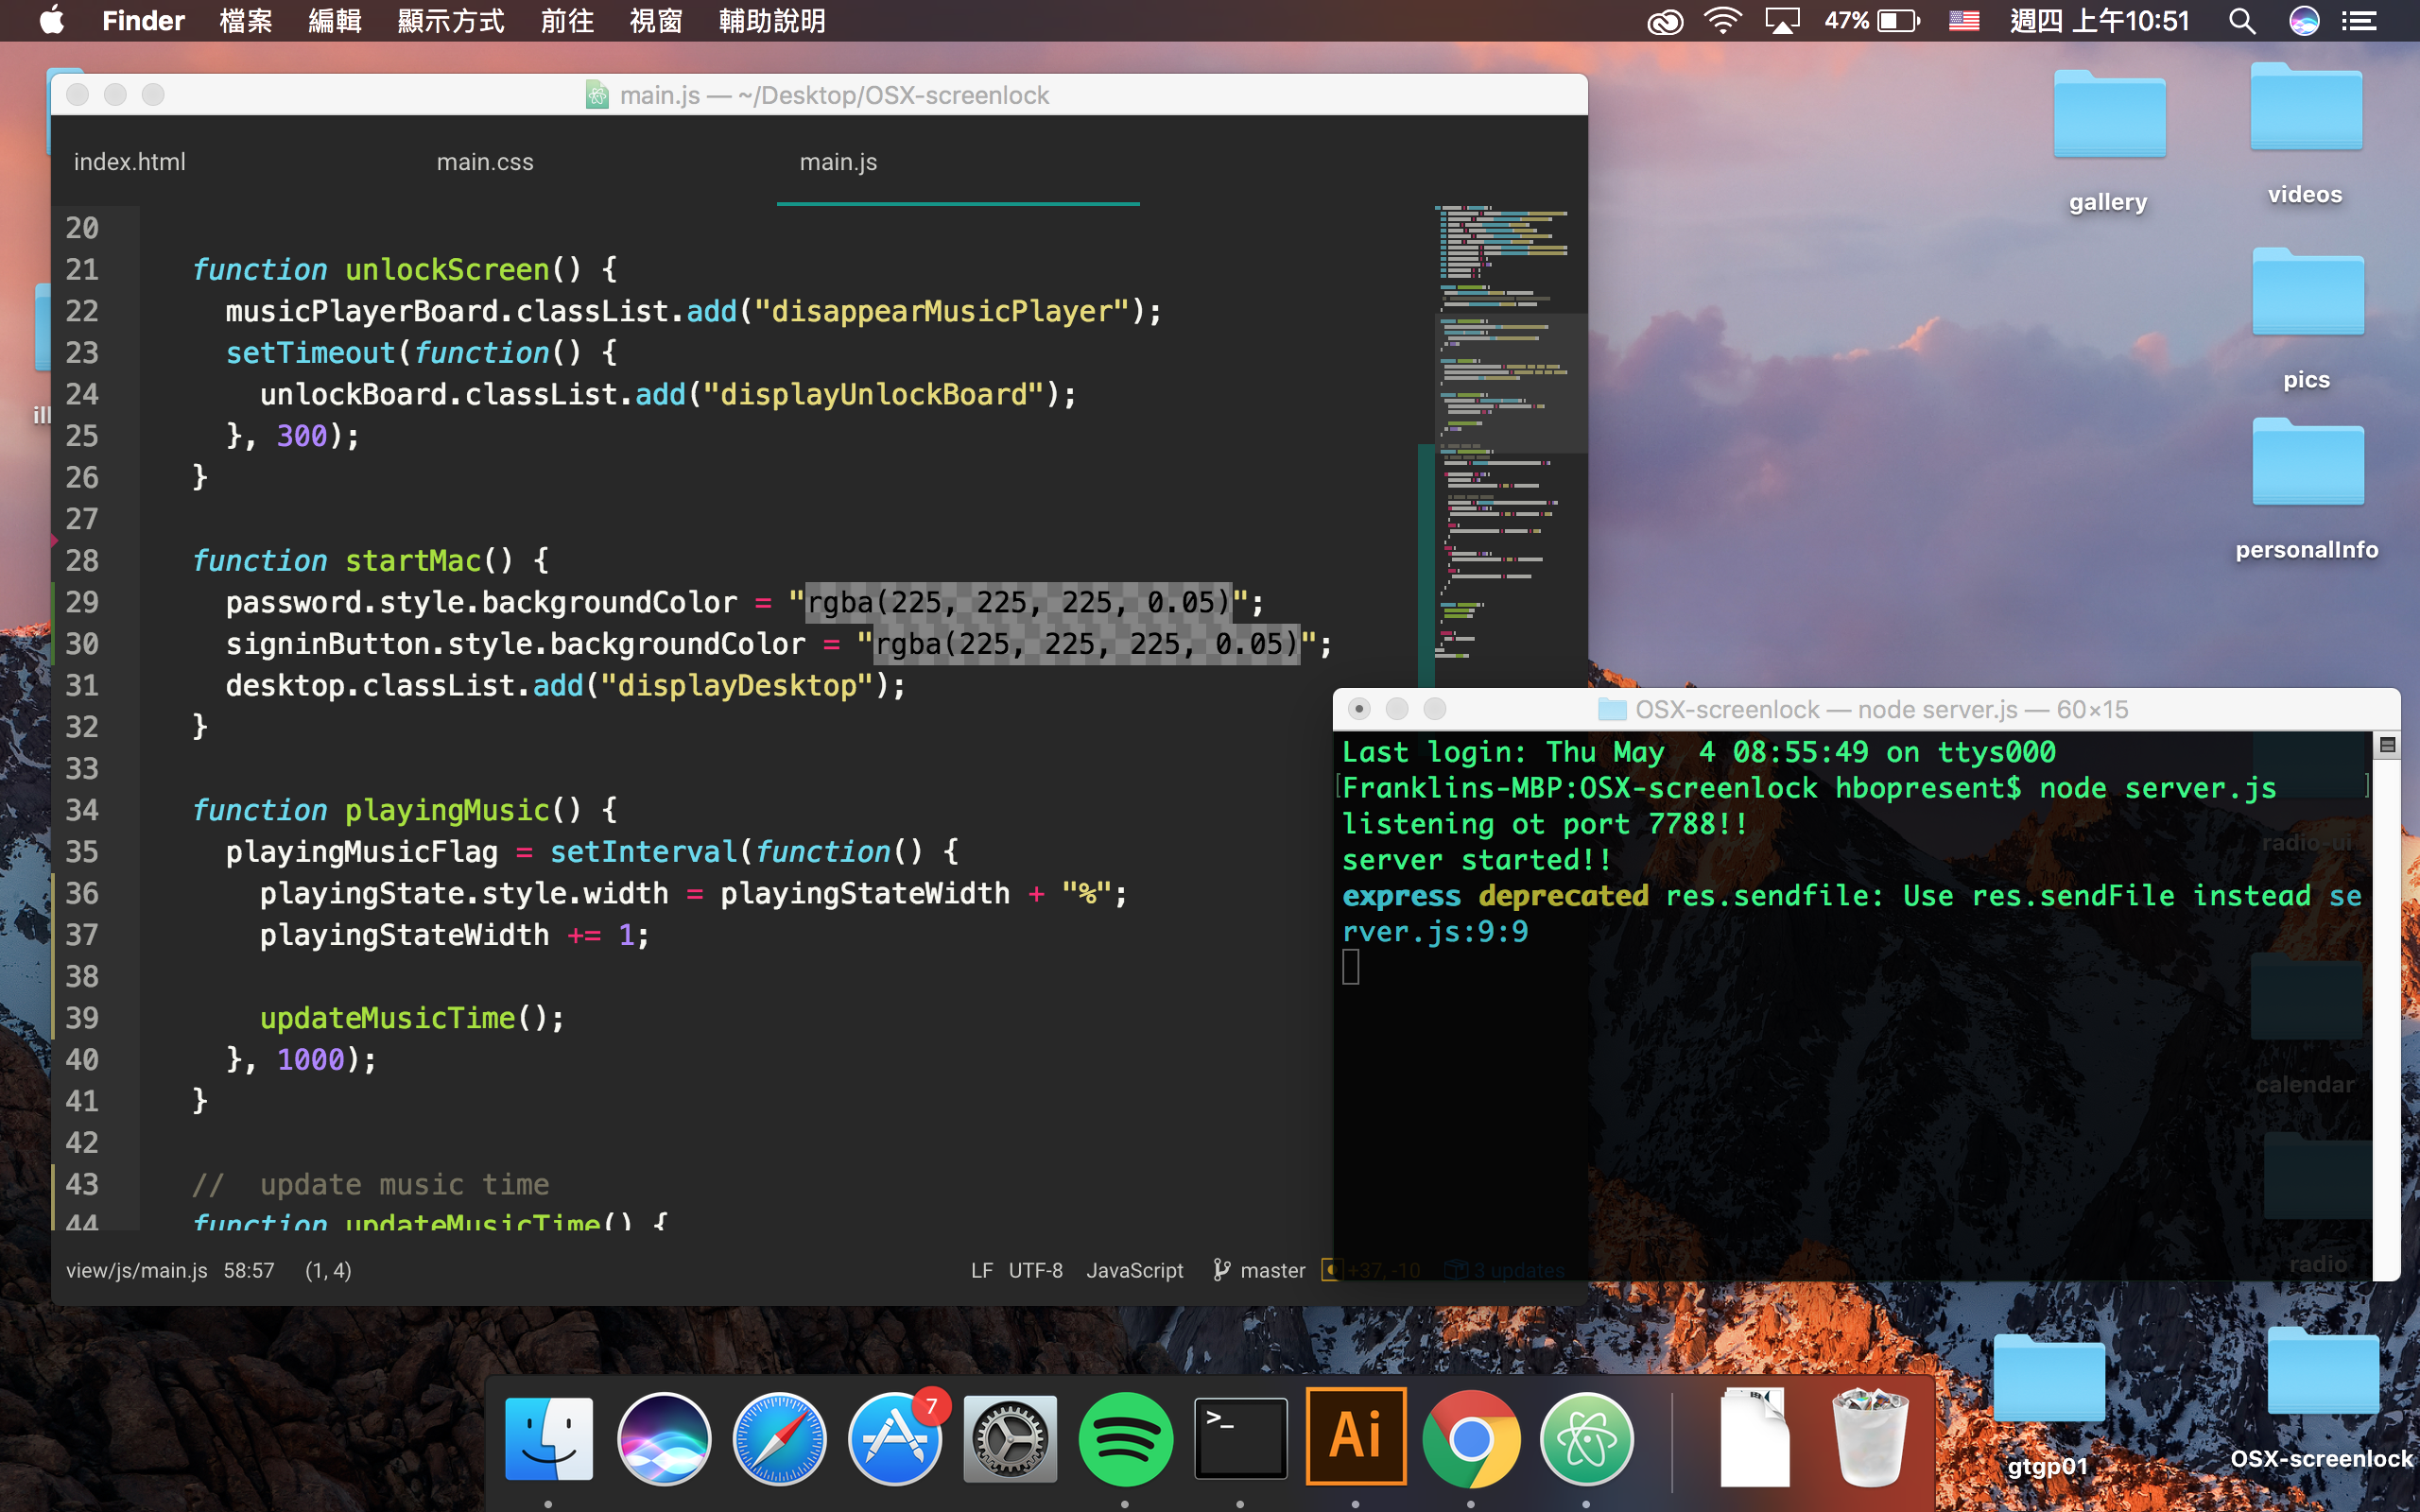 Finder 檔案 編輯 顯示方式 前往 視窗 輔助說明 47% 週四 上午10:51
main.js — ~/Desktop/OSX-screenlock
index.html main.css main.js
20
21 function unlockScreen() {
22 musicPlayerBoard.classList.add("disappearMusicPlayer");
23 setTimeout(function() {
24 unlockBoard.classList.add("displayUnlockBoard");
25 }, 300);
26 }
27
28 function startMac() {
29 password.style.backgroundColor = "rgba(225, 225, 225, 0.05)";
30 signinButton.style.backgroundColor = "rgba(225, 225, 225, 0.05)";
31 desktop.classList.add("displayDesktop");
32 }
33
34 function playingMusic() {
35 playingMusicFlag = setInterval(function() {
36 playingState.style.width = playingStateWidth + "%";
37 playingStateWidth += 1;
38
39 updateMusicTime();
40 }, 1000);
41 }
42
43 // update music time
44 function updateMusicTime() {
view/js/main.js 58:57 (1, 4) LF UTF-8 JavaScript master +37, -10 3 updates
OSX-screenlock — node server.js — 60×15
Last login: Thu May  4 08:55:49 on ttys000
[Franklins-MBP:OSX-screenlock hbopresent$ node server.js ]
listening ot port 7788!!
server started!!
express deprecated res.sendfile: Use res.sendFile instead se
rver.js:9:9
ill
gallery
videos
pics
personalInfo
radio-ui
calendar
radio
gtgp01
OSX-screenlock
7
>_
Ai